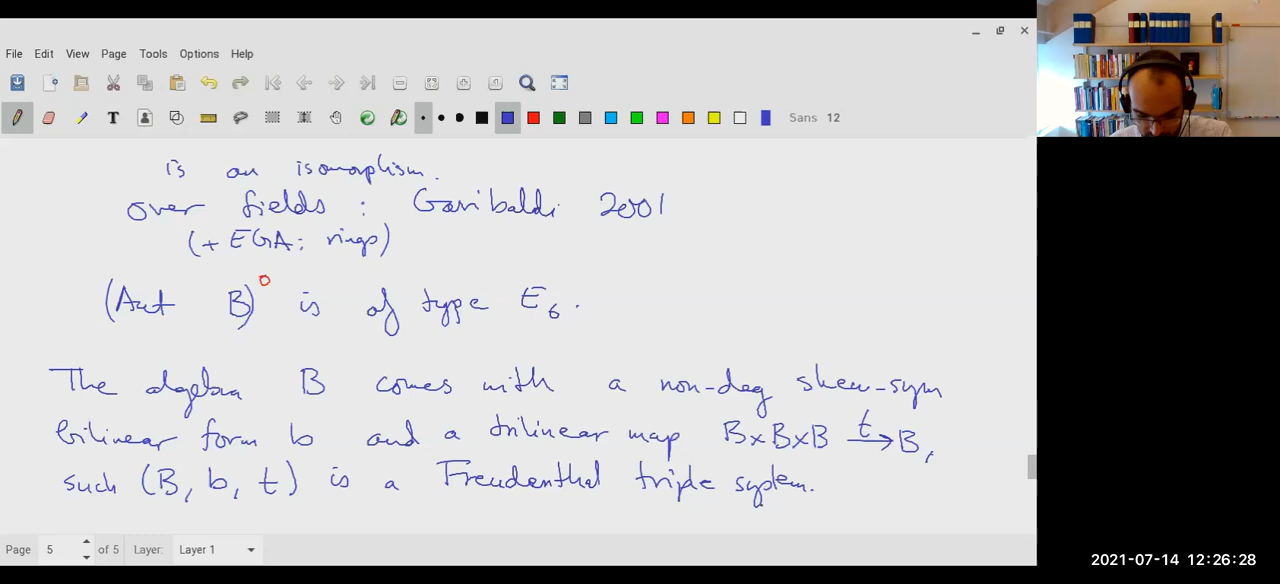 File Edit View Page Tools Options Help
Sans 12
is an isomorphism.
over fields : Garibaldi 2001
(+ EGA: rings)
(Aut B)° is of type E₆.
The algebra B comes with a non-deg skew-sym
bilinear form b and a trilinear map B×B×B →ᵗ B,
such (B, b, t) is a Freudenthal triple system.
Page 5 of 5 Layer: Layer 1
2021-07-14 12:26:28